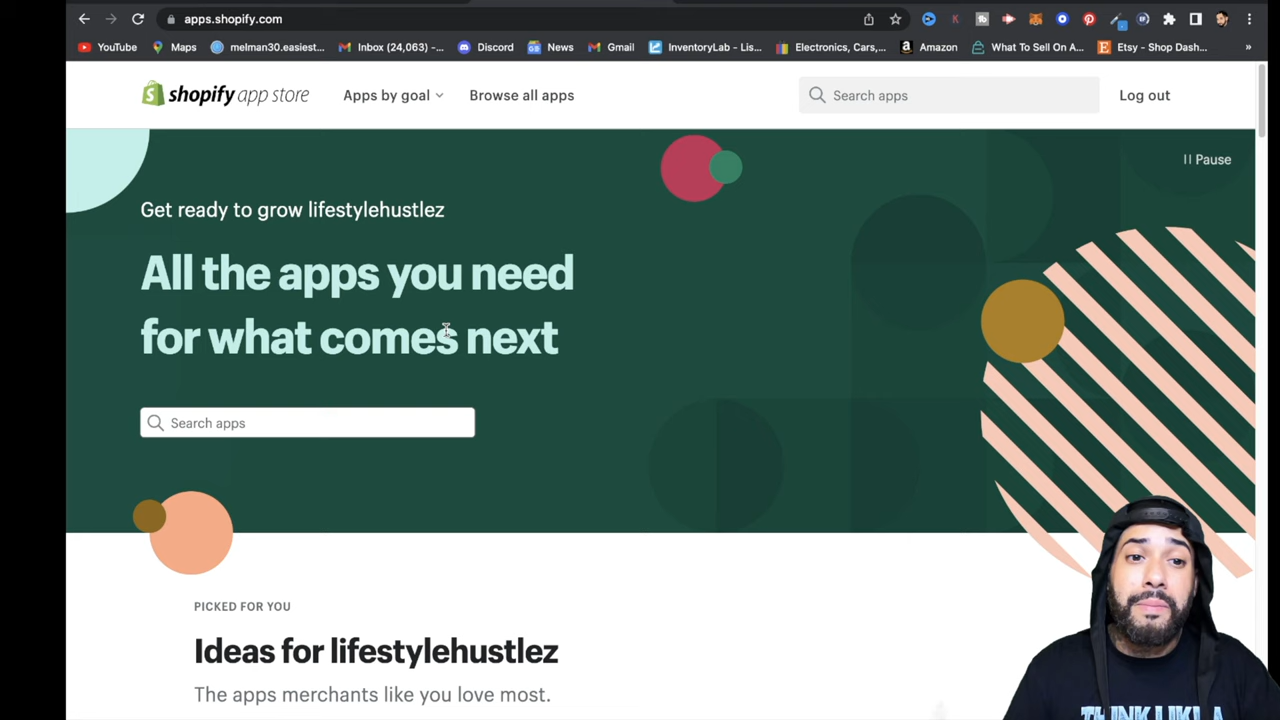 apps.shopify.com
YouTube
Maps
melman30.easiest...
Inbox (24,063) –...
Discord
News
Gmail
InventoryLab - Lis...
Electronics, Cars,...
Amazon
What To Sell On A...
Etsy - Shop Dash...
»
shopify app store
Apps by goal
Browse all apps
Search apps
Log out
Pause
Get ready to grow lifestylehustlez
All the apps you need
for what comes next
Search apps
PICKED FOR YOU
Ideas for lifestylehustlez
The apps merchants like you love most.
THINK LIKE A